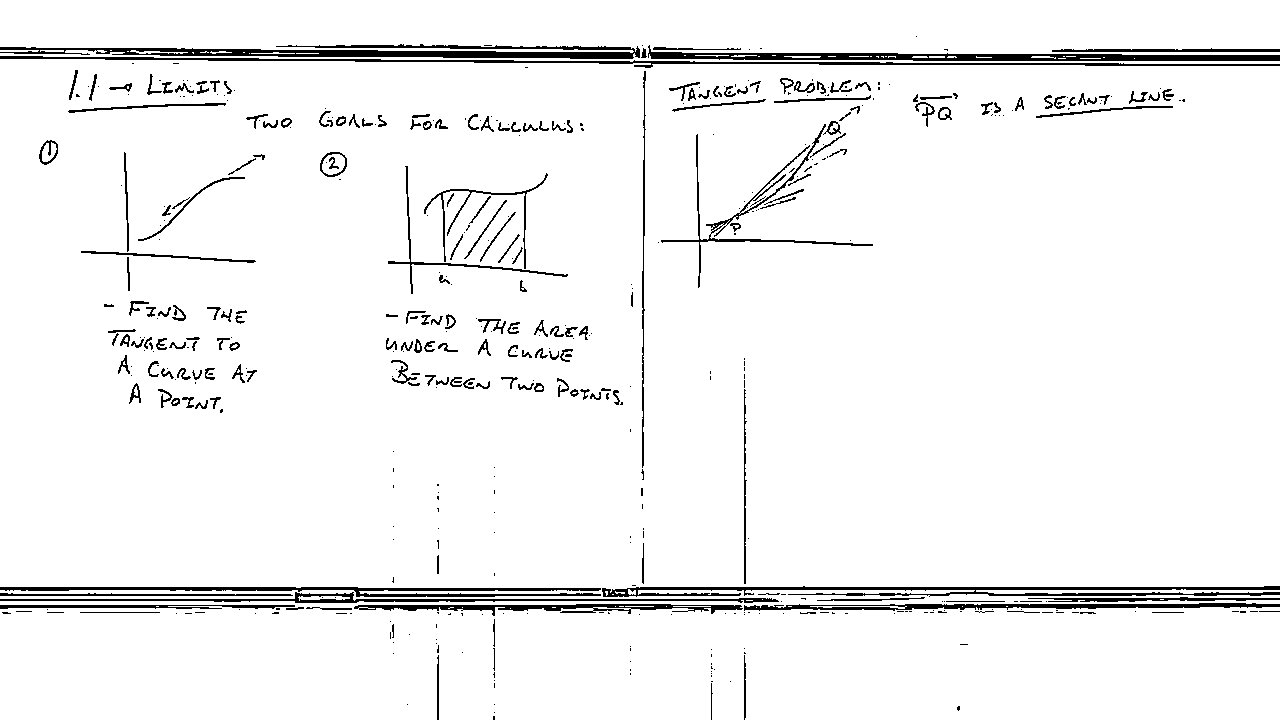 1.1 → LIMITS
TWO GOALS FOR CALCULUS:
①
②
a
b
- FIND THE
TANGENT TO
A CURVE AT
A POINT.
- FIND THE AREA
UNDER A CURVE
BETWEEN TWO POINTS.
TANGENT PROBLEM:
PQ IS A SECANT LINE.
Q
P